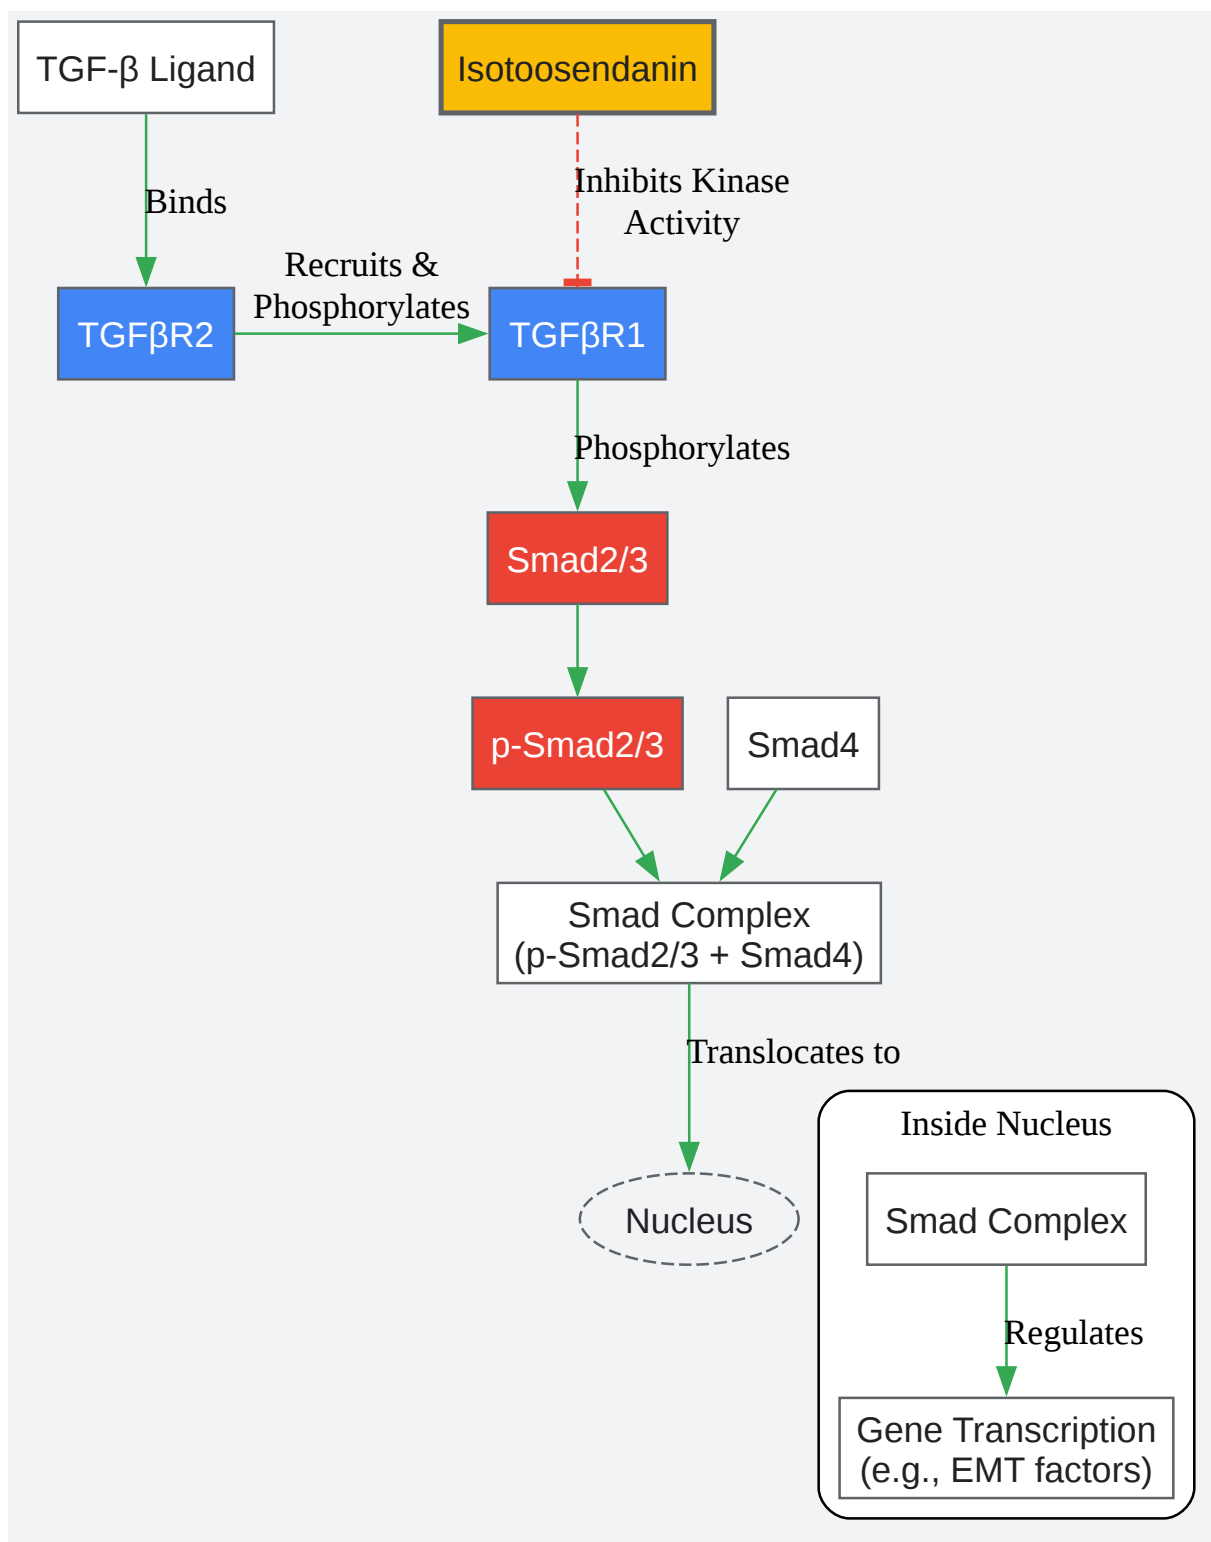 TGF-β Ligand
Isotoosendanin
Inhibits Kinase
Activity
Binds
Recruits &
Phosphorylates
TGFβR2
TGFβR1
Phosphorylates
Smad2/3
p-Smad2/3
Smad4
Smad Complex
(p-Smad2/3 + Smad4)
Translocates to
Inside Nucleus
Nucleus
Smad Complex
Regulates
Gene Transcription
(e.g., EMT factors)